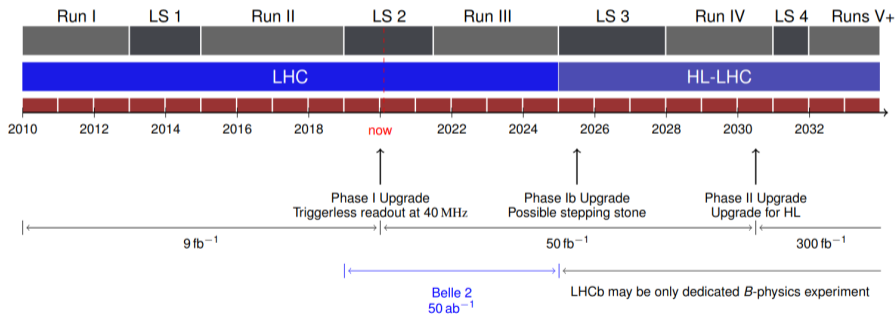 Run I LS 1 Run II LS 2 Run III LS 3 Run IV LS 4 Runs V+
LHC HL-LHC
2010 2012 2014 2016 2018 now 2022 2024 2026 2028 2030 2032
Phase I Upgrade Phase Ib Upgrade Phase II Upgrade
Triggerless readout at 40 MHz Possible stepping stone Upgrade for HL
9 fb⁻¹ 50 fb⁻¹ 300 fb⁻¹
Belle 2 LHCb may be only dedicated B-physics experiment
50 ab⁻¹